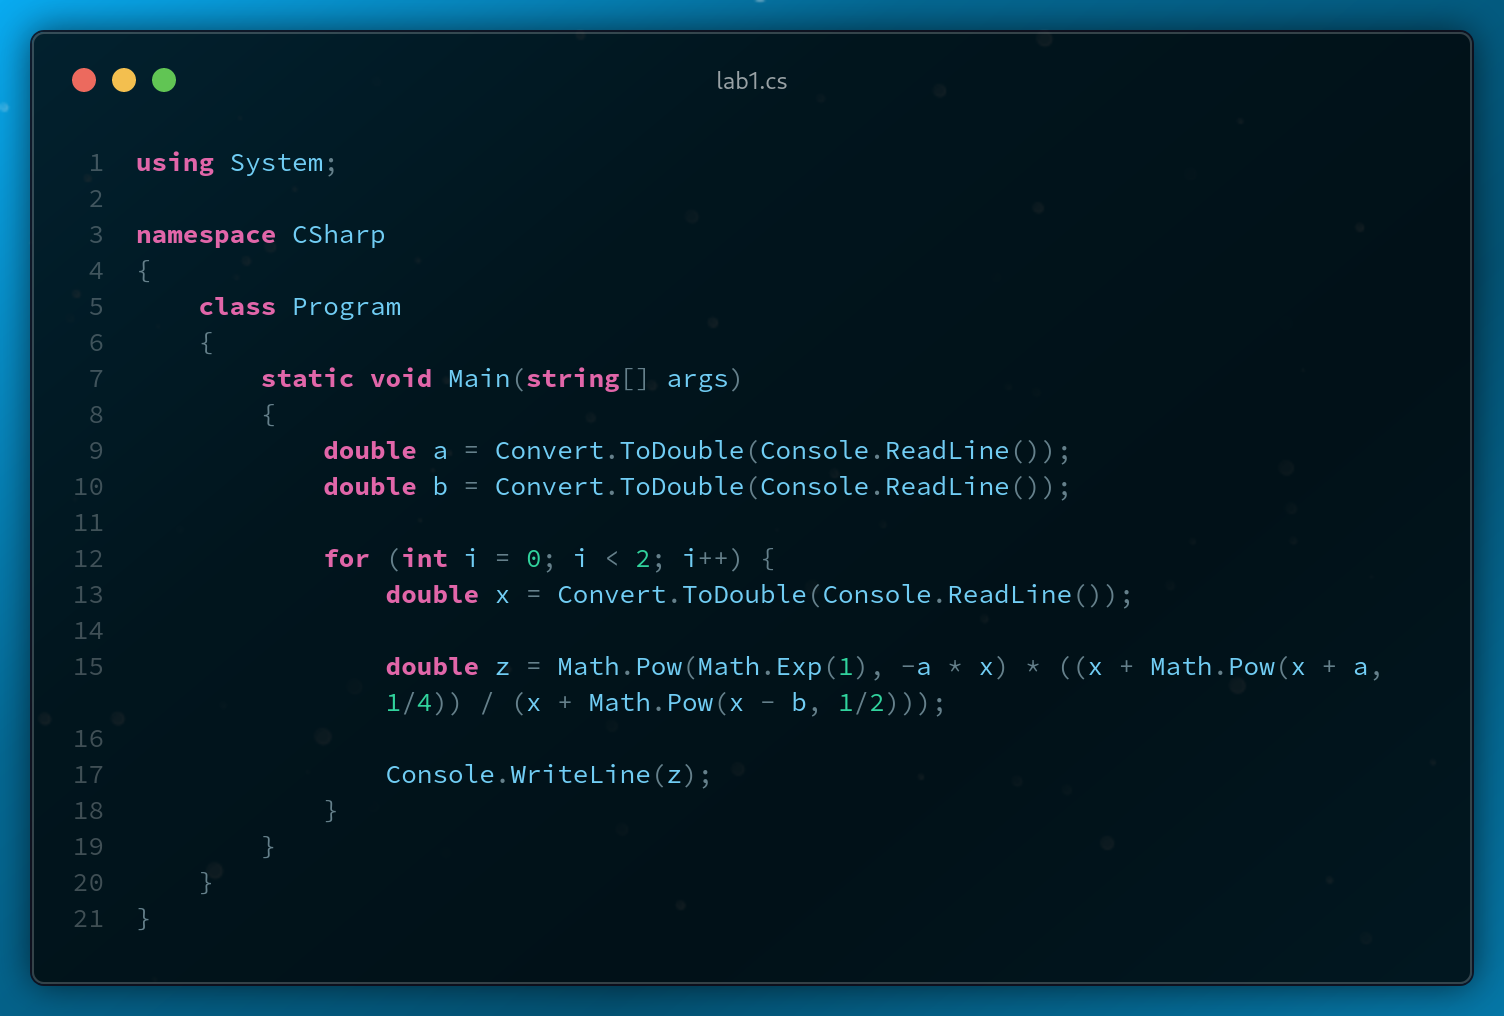 lab1.cs
1 using System;
2
3 namespace CSharp
4 {
5     class Program
6     {
7         static void Main(string[] args)
8         {
9             double a = Convert.ToDouble(Console.ReadLine());
10             double b = Convert.ToDouble(Console.ReadLine());
11
12             for (int i = 0; i < 2; i++) {
13                 double x = Convert.ToDouble(Console.ReadLine());
14
15                 double z = Math.Pow(Math.Exp(1), -a * x) * ((x + Math.Pow(x + a,
                1/4)) / (x + Math.Pow(x - b, 1/2)));
16
17                 Console.WriteLine(z);
18             }
19         }
20     }
21 }